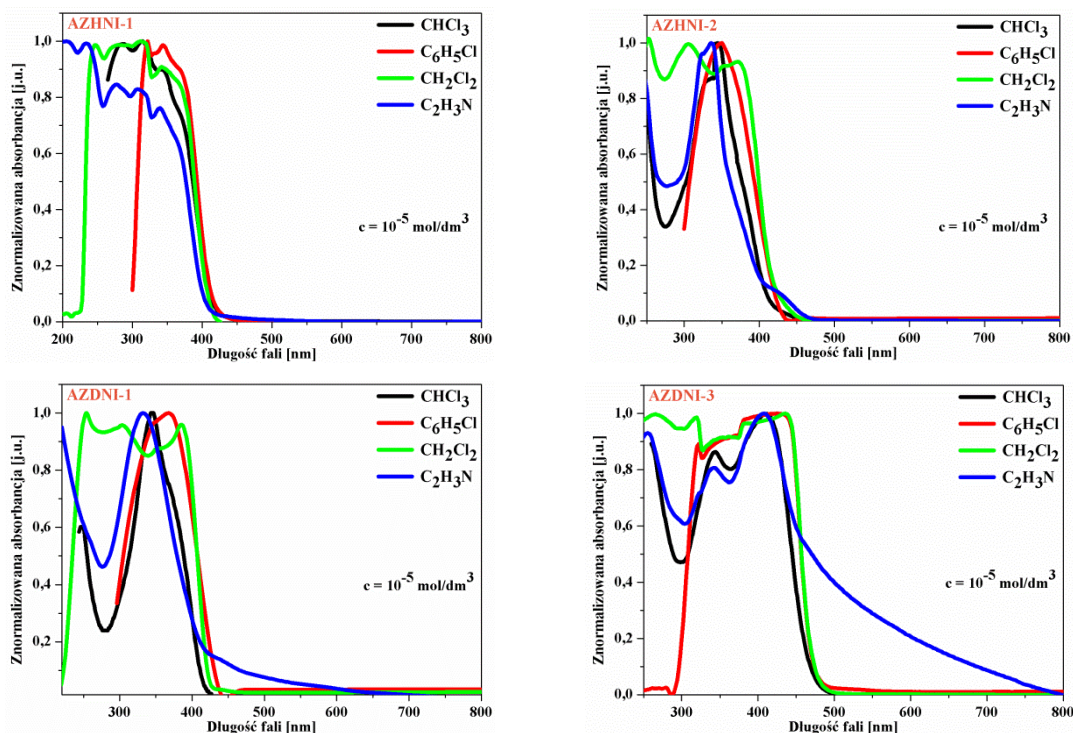 AZHNI-1
CHCl3
C6H5Cl
CH2Cl2
C2H3N
c = 10-5 mol/dm3
Znormalizowana absorbancja [j.u.]
1,0
0,8
0,6
0,4
0,2
0,0
200 300 400 500 600 700 800
Długość fali [nm]
AZHNI-2
CHCl3
C6H5Cl
CH2Cl2
C2H3N
c = 10-5 mol/dm3
Znormalizowana absorbancja [j.u.]
1,0
0,8
0,6
0,4
0,2
0,0
300 400 500 600 700 800
Długość fali [nm]
AZDNI-1
CHCl3
C6H5Cl
CH2Cl2
C2H3N
c = 10-5 mol/dm3
Znormalizowana absorbancja [j.u.]
1,0
0,8
0,6
0,4
0,2
300 400 500 600 700 800
Długość fali [nm]
AZDNI-3
CHCl3
C6H5Cl
CH2Cl2
C2H3N
c = 10-5 mol/dm3
Znormalizowana absorbancja [j.u.]
1,0
0,8
0,6
0,4
0,2
0,0
300 400 500 600 700 800
Długość fali [nm]